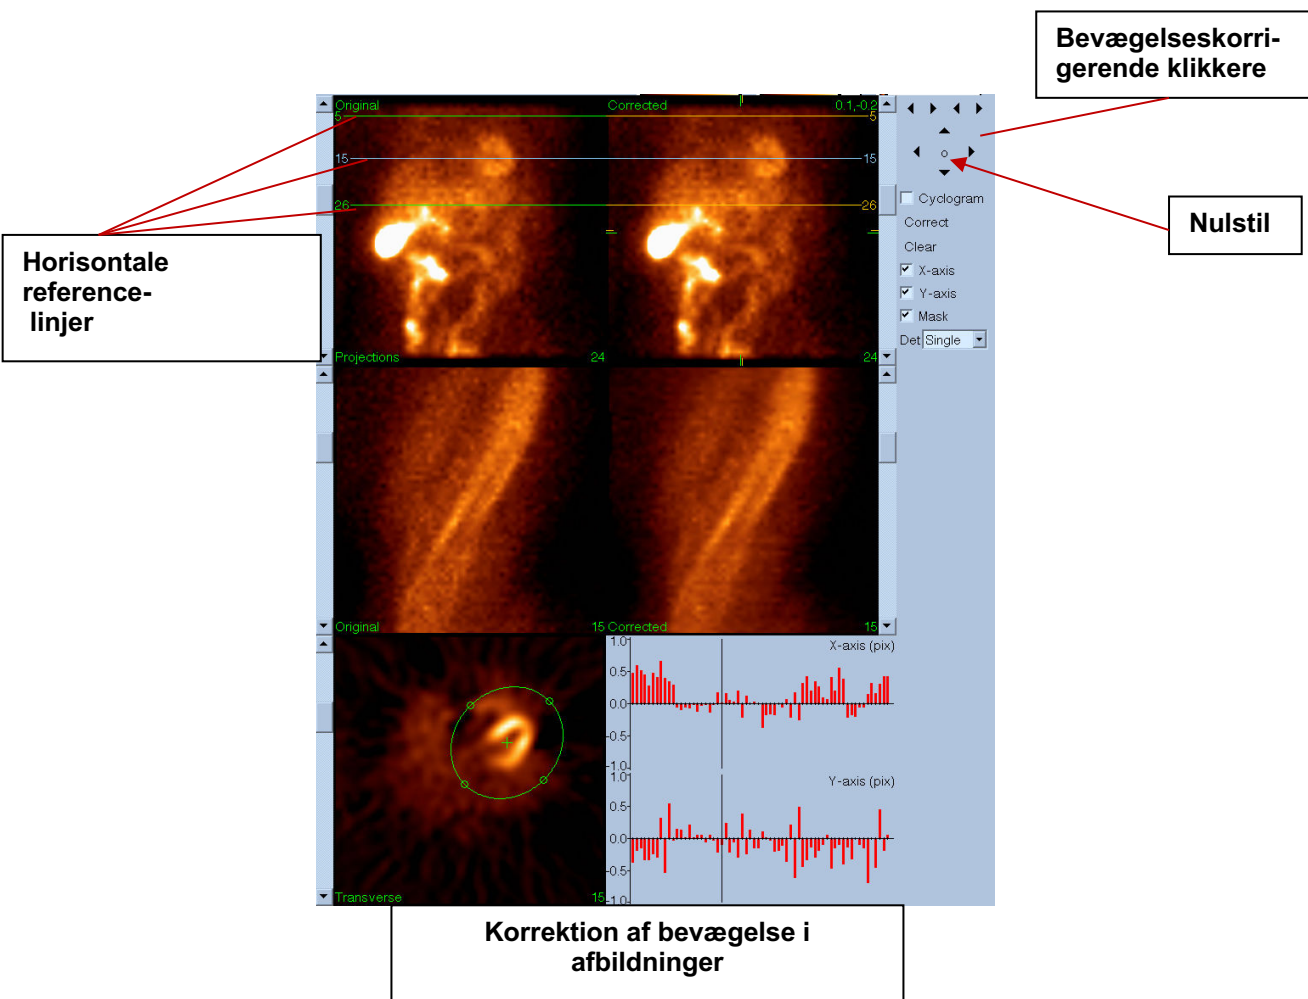 Bevægelseskorri-
gerende klikkere
Original
Corrected
0.1,-0.2
5
5
15
15
26
26
Cyclogram
Correct
Clear
X-axis
Y-axis
Mask
Det Single
Nulstil
Horisontale
reference-
linjer
Projections
24
24
Original
15
Corrected
15
X-axis (pix)
1.0
0.5
0.0
-0.5
-1.0
Y-axis (pix)
1.0
0.5
0.0
-0.5
-1.0
Transverse
15
Korrektion af bevægelse i
afbildninger